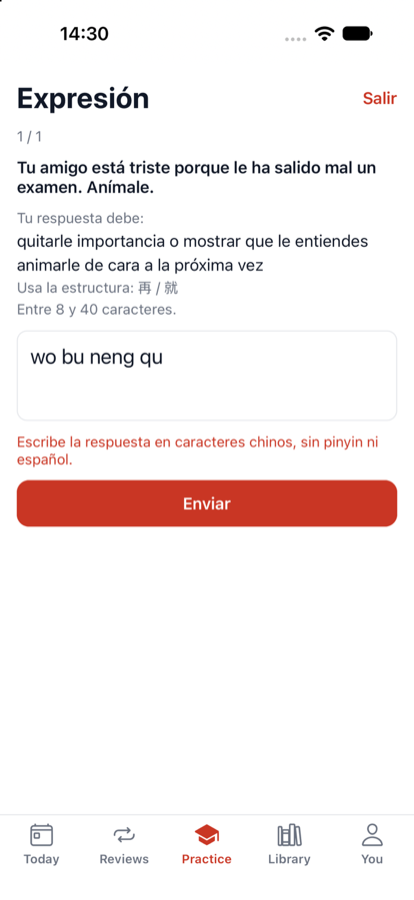 14:30
Expresión
Salir
1 / 1
Tu amigo está triste porque le ha salido mal un
examen. Anímale.
Tu respuesta debe:
quitarle importancia o mostrar que le entiendes
animarle de cara a la próxima vez
Usa la estructura: 再 / 就
Entre 8 y 40 caracteres.
wo bu neng qu
Escribe la respuesta en caracteres chinos, sin pinyin ni
español.
Enviar
Today
Reviews
Practice
Library
You